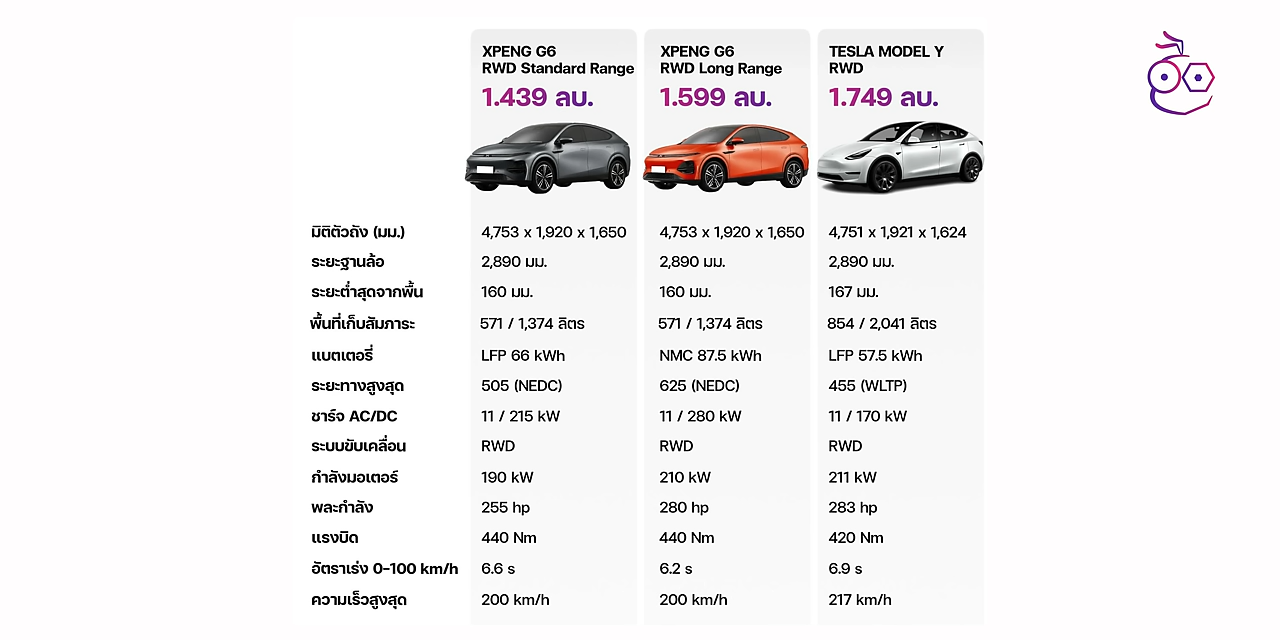 XPENG G6
RWD Standard Range
1.439 ลบ.
XPENG G6
RWD Long Range
1.599 ลบ.
TESLA MODEL Y
RWD
1.749 ลบ.
มิติตัวถัง (มม.) 4,753 x 1,920 x 1,650 4,753 x 1,920 x 1,650 4,751 x 1,921 x 1,624
ระยะฐานล้อ 2,890 มม. 2,890 มม. 2,890 มม.
ระยะต่ำสุดจากพื้น 160 มม. 160 มม. 167 มม.
พื้นที่เก็บสัมภาระ 571 / 1,374 ลิตร 571 / 1,374 ลิตร 854 / 2,041 ลิตร
แบตเตอรี่ LFP 66 kWh NMC 87.5 kWh LFP 57.5 kWh
ระยะทางสูงสุด 505 (NEDC) 625 (NEDC) 455 (WLTP)
ชาร์จ AC/DC 11 / 215 kW 11 / 280 kW 11 / 170 kW
ระบบขับเคลื่อน RWD RWD RWD
กำลังมอเตอร์ 190 kW 210 kW 211 kW
พละกำลัง 255 hp 280 hp 283 hp
แรงบิด 440 Nm 440 Nm 420 Nm
อัตราเร่ง 0-100 km/h 6.6 s 6.2 s 6.9 s
ความเร็วสูงสุด 200 km/h 200 km/h 217 km/h